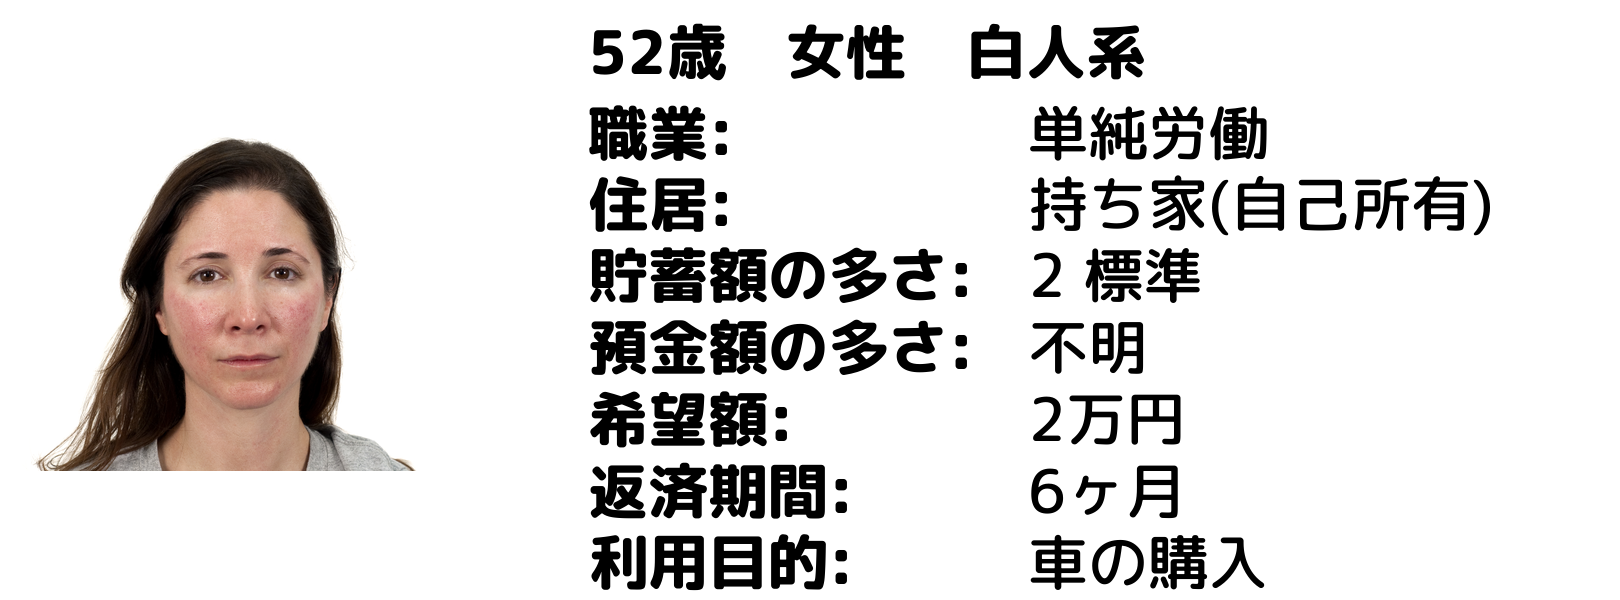 52歳　女性　白人系
職業: 単純労働
住居: 持ち家(自己所有)
貯蓄額の多さ: 2 標準
預金額の多さ: 不明
希望額: 2万円
返済期間: 6ヶ月
利用目的: 車の購入